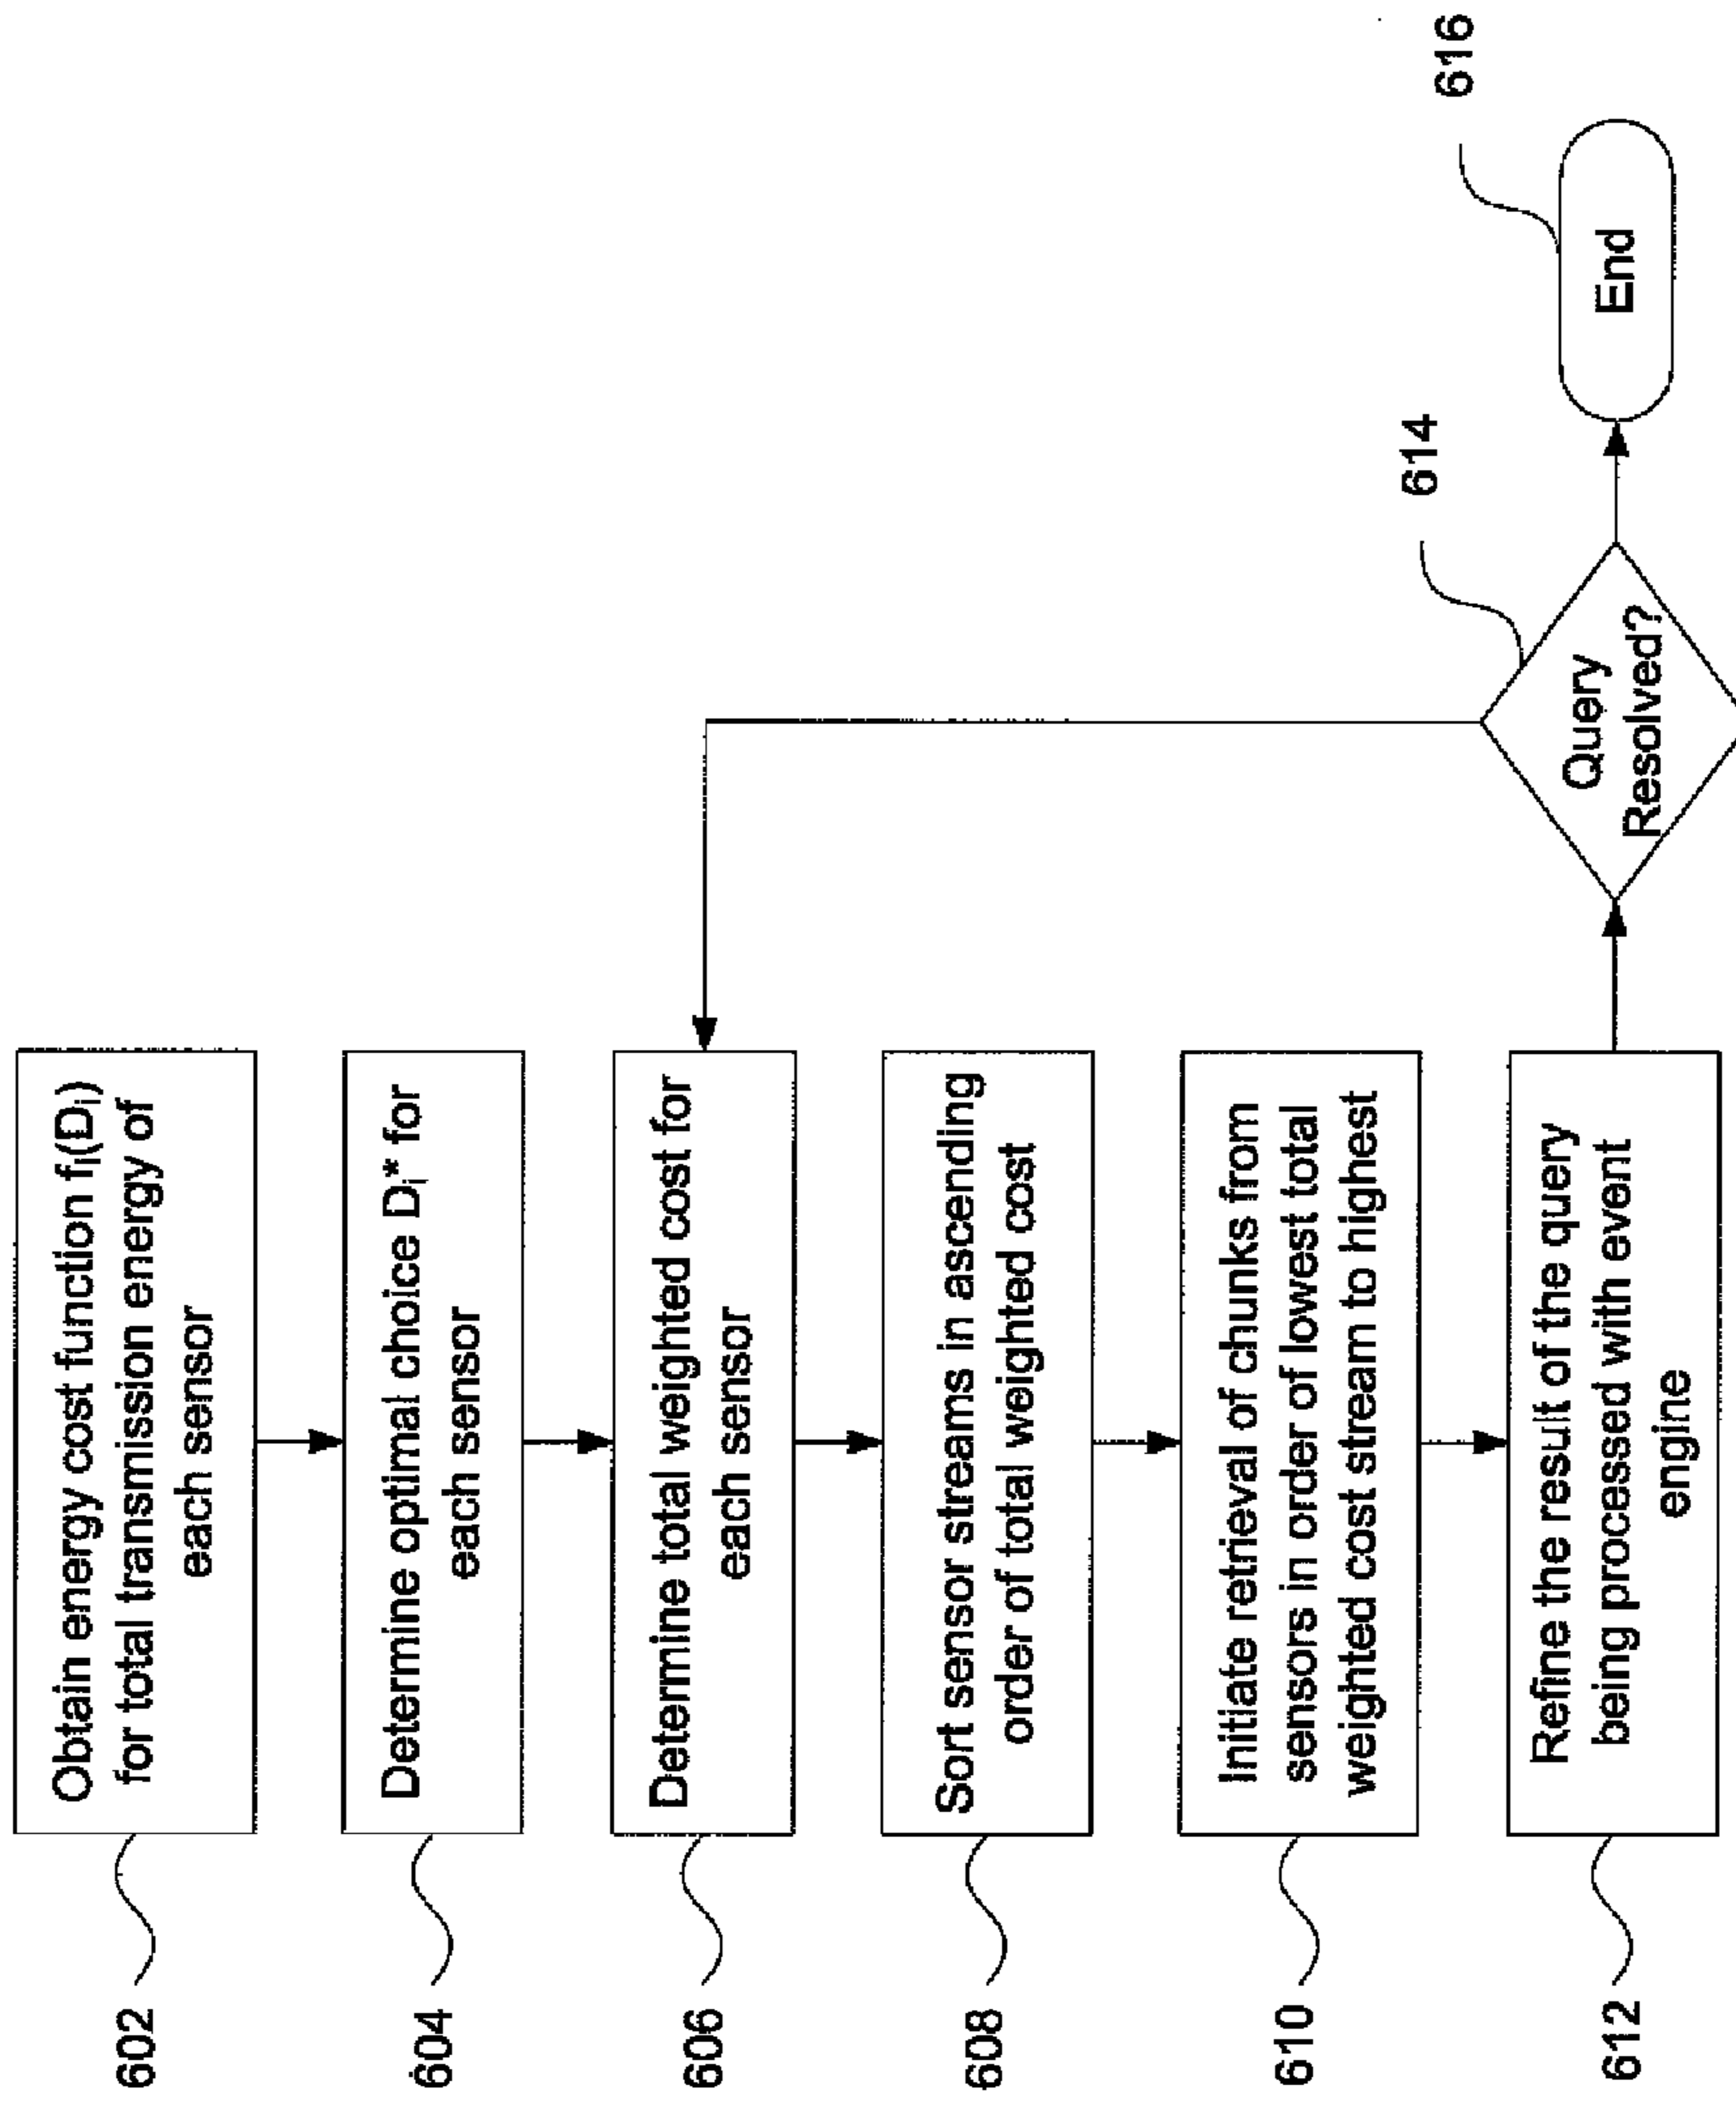 602
Obtain energy cost function fᵢ(Dᵢ)
for total transmission energy of
each sensor
604
Determine optimal choice Dᵢ* for
each sensor
606
Determine total weighted cost for
each sensor
608
Sort sensor streams in ascending
order of total weighted cost
610
Initiate retrieval of chunks from
sensors in order of lowest total
weighted cost stream to highest
612
Refine the result of the query
being processed with event
engine
614
Query
Resolved?
616
End